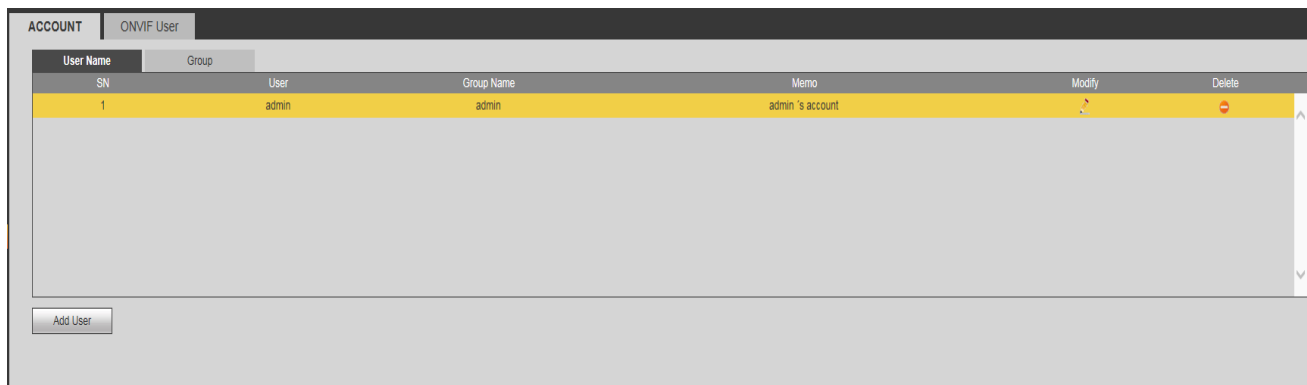 ACCOUNT ONVIF User
User Name Group
SN User Group Name Memo Modify Delete
1 admin admin admin 's account
Add User